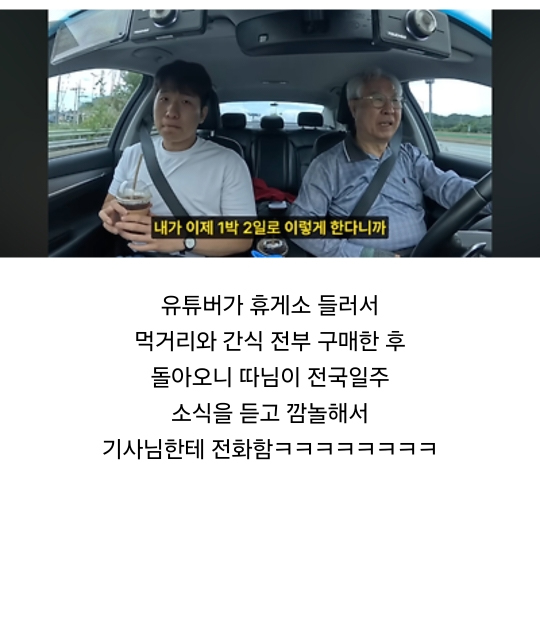 내가 이제 1박 2일로 이렇게 한다니까
유튜버가 휴게소 들러서
먹거리와 간식 전부 구매한 후
돌아오니 따님이 전국일주
소식을 듣고 깜놀해서
기사님한테 전화함ㅋㅋㅋㅋㅋㅋㅋㅋ